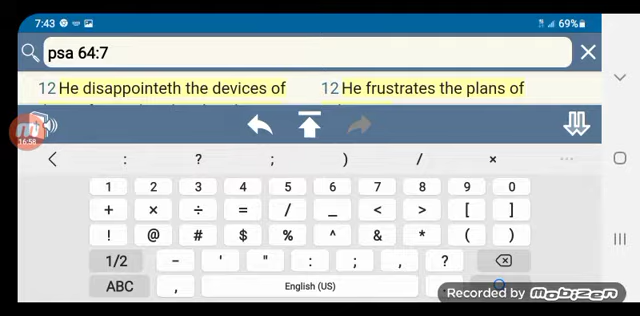 7:43 69%
psa 64:7
12 He disappointeth the devices of 12 He frustrates the plans of
16:58
: ? ; ) / ×
1 2 3 4 5 6 7 8 9 0
+ × ÷ = / _ < > [ ]
! @ # $ % ^ & * ( )
1/2 - ' " : ; , ?
ABC , English (US)
Recorded by mobizen